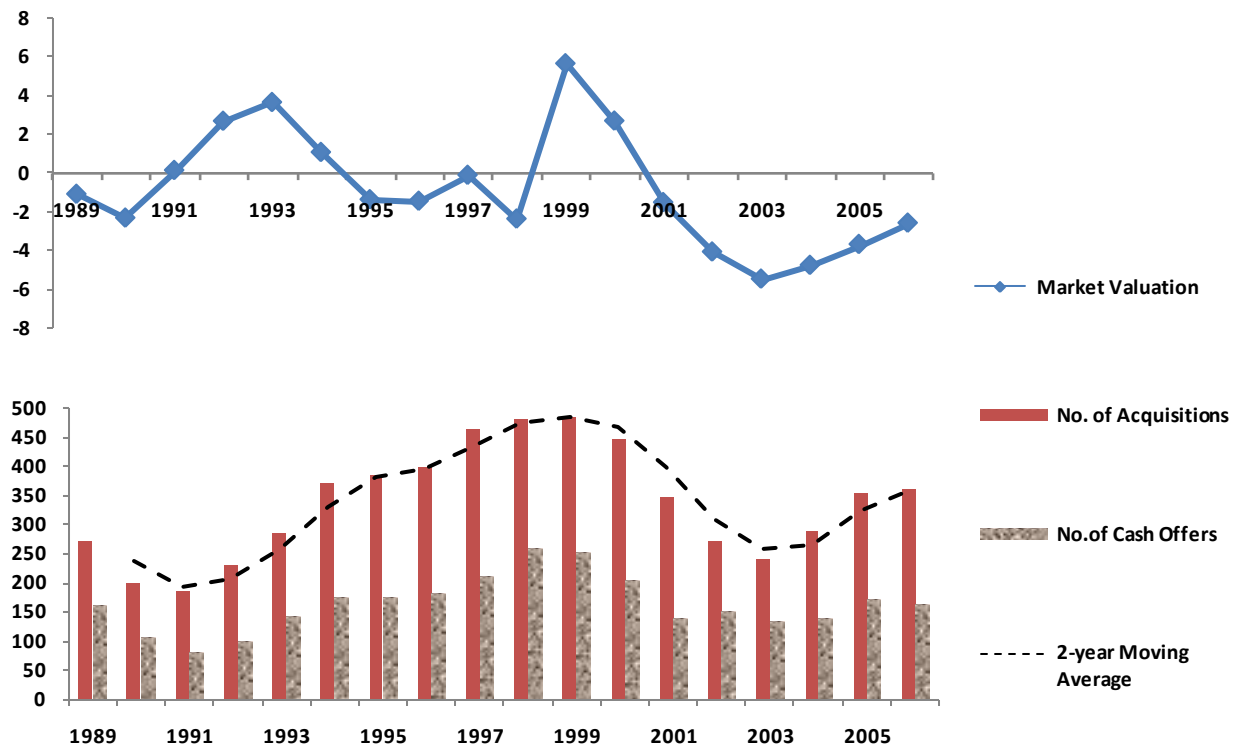 8
6
4
2
0
-2
-4
-6
-8
1989 1991 1993 1995 1997 1999 2001 2003 2005
Market Valuation
500
450
400
350
300
250
200
150
100
50
0
1989 1991 1993 1995 1997 1999 2001 2003 2005
No. of Acquisitions
No.of Cash Offers
2-year Moving
Average